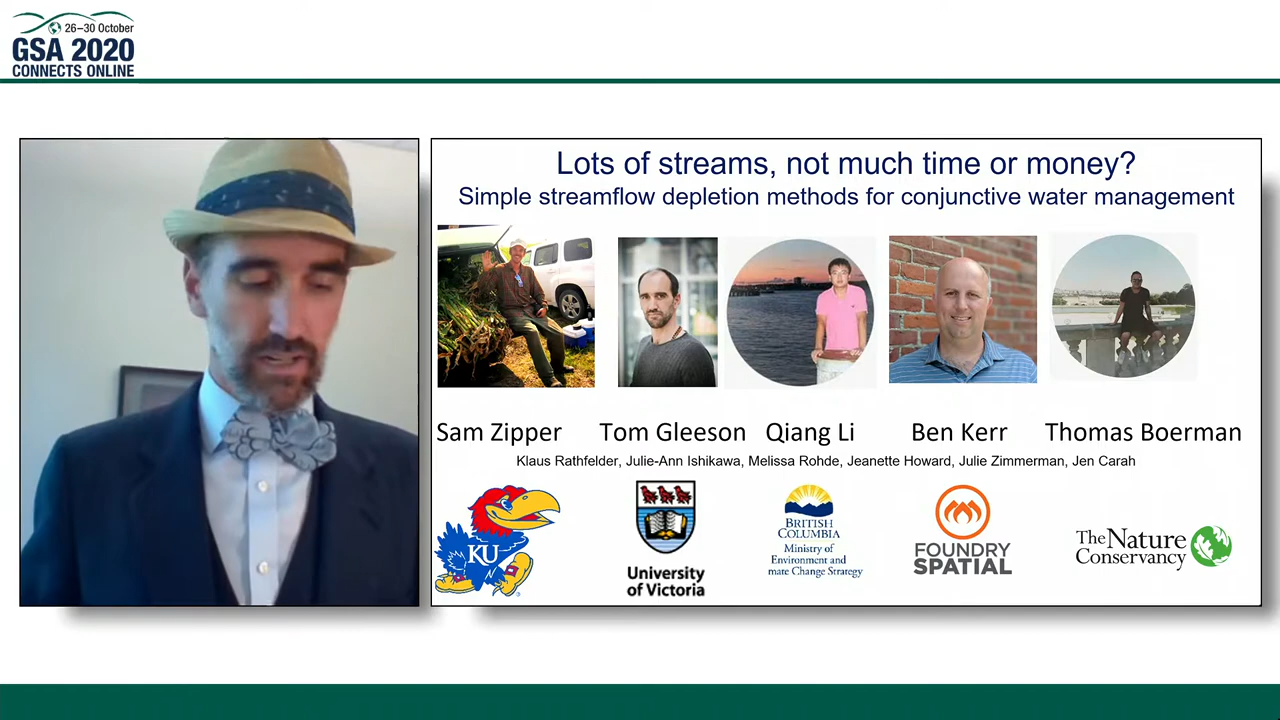 26–30 October
GSA 2020
CONNECTS ONLINE
Lots of streams, not much time or money?
Simple streamflow depletion methods for conjunctive water management
Sam Zipper
Tom Gleeson
Qiang Li
Ben Kerr
Thomas Boerman
Klaus Rathfelder, Julie-Ann Ishikawa, Melissa Rohde, Jeanette Howard, Julie Zimmerman, Jen Carah
KU
University
of Victoria
BRITISH
COLUMBIA
Ministry of
Environment and
mate Change Strategy
FOUNDRY
SPATIAL
The Nature
Conservancy